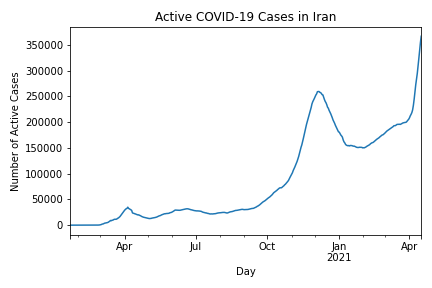 Active COVID-19 Cases in Iran
Number of Active Cases
350000
300000
250000
200000
150000
100000
50000
0
Apr Jul Oct Jan Apr
2021
Day